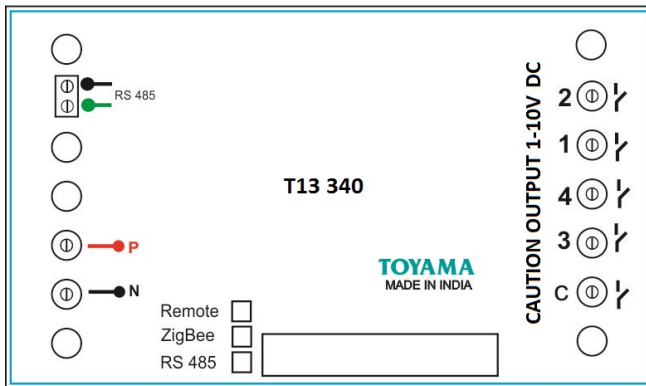 RS 485
P
N
T13 340
TOYAMA
MADE IN INDIA
Remote
ZigBee
RS 485
CAUTION OUTPUT 1-10V DC
2
1
4
3
C